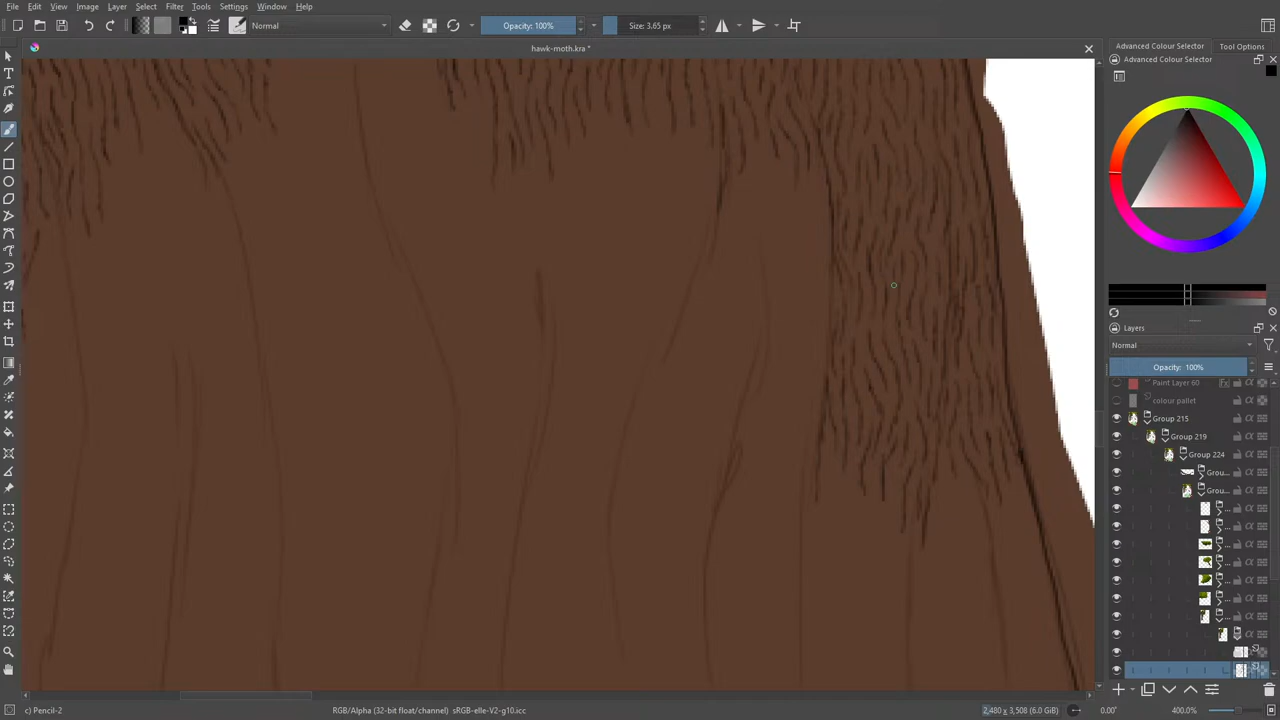 File Edit View Image Layer Select Filter Tools Settings Window Help
Normal Opacity: 100% Size: 3.65 px
hawk-moth.kra *
Advanced Colour Selector Tool Options
Advanced Colour Selector
Layers
Normal
Opacity: 100%
Paint Layer 60
colour pallet
Group 215
Group 219
Group 224
Grou...
Grou...
c) Pencil-2 RGB/Alpha (32-bit float/channel) sRGB-elle-V2-g10.icc 2,480 x 3,508 (6.0 GiB) 0.00° 400.0%